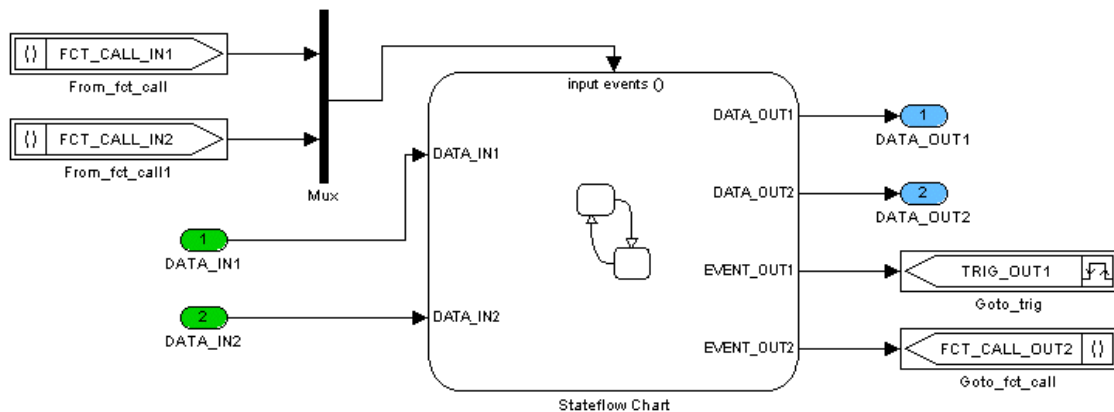 () FCT_CALL_IN1
From_fct_call
() FCT_CALL_IN2
From_fct_call1
Mux
input events ()
DATA_IN1
DATA_IN2
DATA_OUT1
DATA_OUT2
EVENT_OUT1
EVENT_OUT2
Stateflow Chart
1
DATA_IN1
2
DATA_IN2
1
DATA_OUT1
2
DATA_OUT2
TRIG_OUT1
Goto_trig
FCT_CALL_OUT2 ()
Goto_fct_call